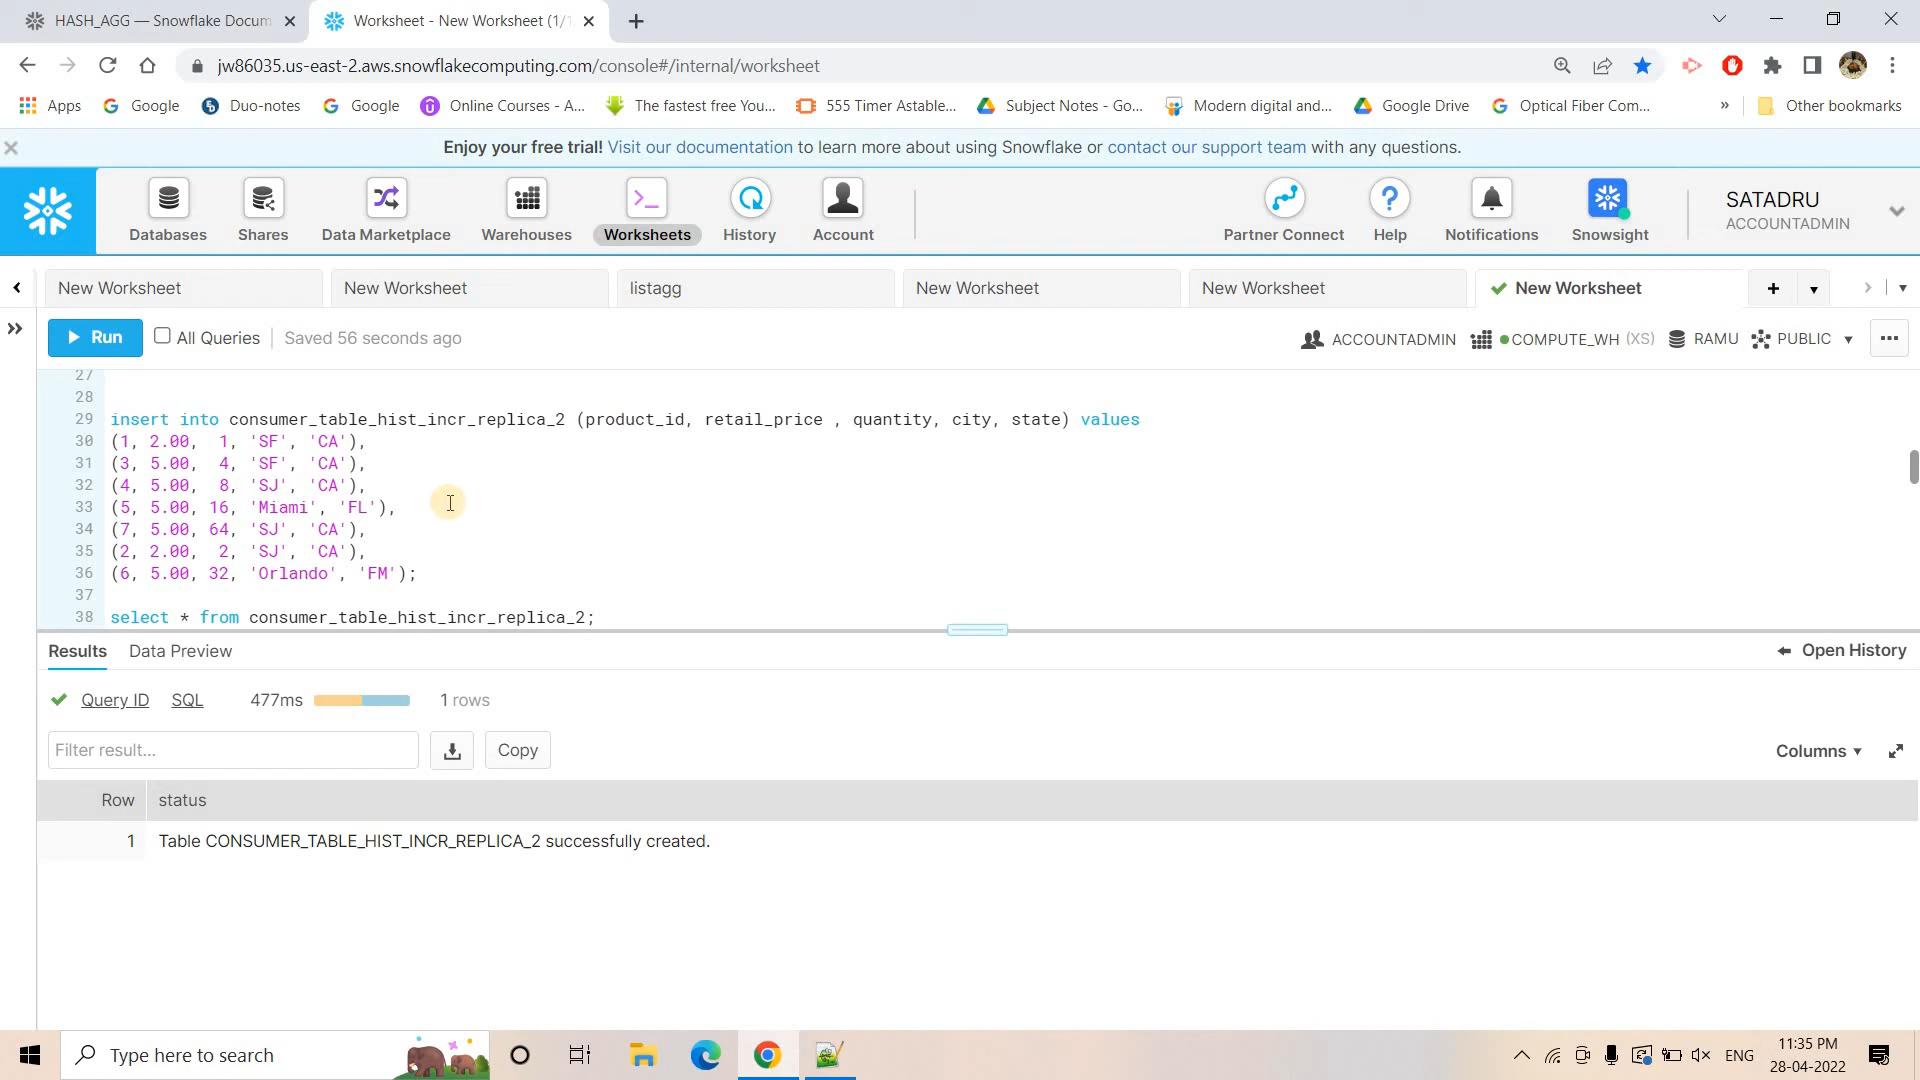 HASH_AGG — Snowflake Docum
Worksheet - New Worksheet (1/1
jw86035.us-east-2.aws.snowflakecomputing.com/console#/internal/worksheet
Apps
Google
Duo-notes
Google
Online Courses - A...
The fastest free You...
555 Timer Astable...
Subject Notes - Go...
Modern digital and...
Google Drive
Optical Fiber Com...
»
Other bookmarks
Enjoy your free trial! Visit our documentation to learn more about using Snowflake or contact our support team with any questions.
Databases
Shares
Data Marketplace
Warehouses
Worksheets
History
Account
Partner Connect
Help
Notifications
Snowsight
SATADRU
ACCOUNTADMIN
New Worksheet
New Worksheet
listagg
New Worksheet
New Worksheet
New Worksheet
Run
All Queries
Saved 56 seconds ago
ACCOUNTADMIN
COMPUTE_WH (XS)
RAMU
PUBLIC
27
28
29 insert into consumer_table_hist_incr_replica_2 (product_id, retail_price , quantity, city, state) values
30 (1, 2.00, 1, 'SF', 'CA'),
31 (3, 5.00, 4, 'SF', 'CA'),
32 (4, 5.00, 8, 'SJ', 'CA'),
33 (5, 5.00, 16, 'Miami', 'FL'),
34 (7, 5.00, 64, 'SJ', 'CA'),
35 (2, 2.00, 2, 'SJ', 'CA'),
36 (6, 5.00, 32, 'Orlando', 'FM');
37
38 select * from consumer_table_hist_incr_replica_2;
Results
Data Preview
Open History
Query ID
SQL
477ms
1 rows
Filter result...
Copy
Columns
Row status
1 Table CONSUMER_TABLE_HIST_INCR_REPLICA_2 successfully created.
Type here to search
ENG
11:35 PM
28-04-2022